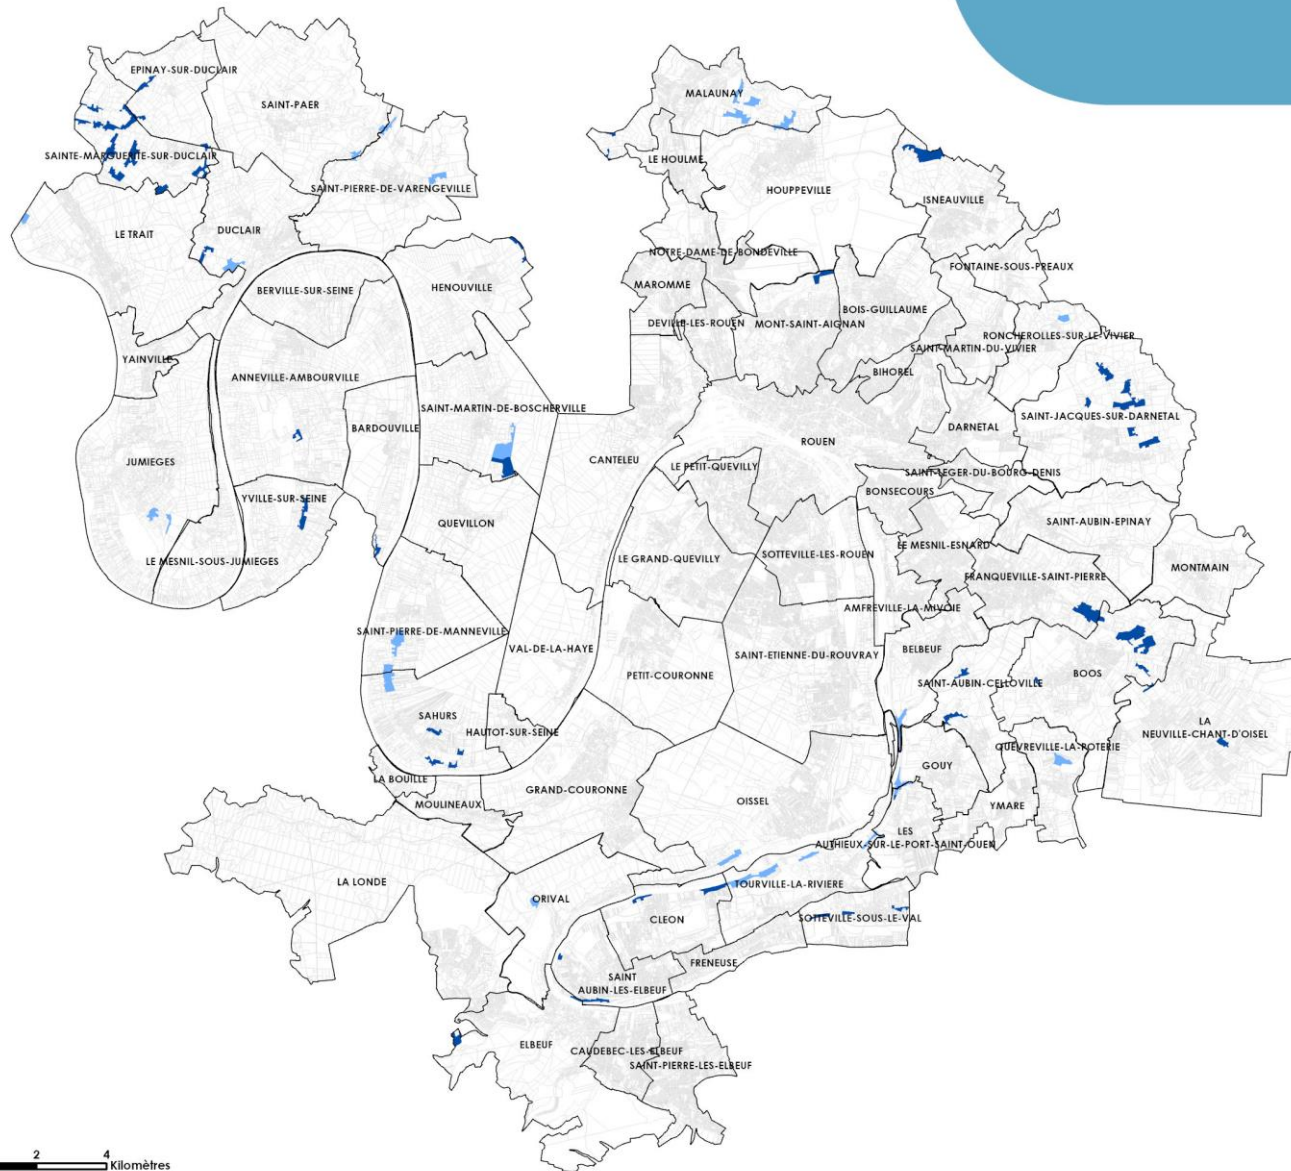 EPINAY-SUR-DUCLAIR
MALAUNAY
SAINT-PAER
SAINTE-MARGUERITE-SUR-DUCLAIR
LE HOULME
SAINT-PIERRE-DE-VARENGEVILLE
HOUPPEVILLE
ISNEAUVILLE
LE TRAIT
DUCLAIR
NOTRE-DAME-DE-BONDEVILLE
FONTAINE-SOUS-PREAUX
BERVILLE-SUR-SEINE
HENOUVILLE
MAROMME
BOIS-GUILLAUME
DEVILLE-LES-ROUEN
MONT-SAINT-AIGNAN
RONCHEROLLES-SUR-LE-VIVIER
SAINT-MARTIN-DU-VIVIER
YAINVILLE
ANNEVILLE-AMBOURVILLE
BIHOREL
SAINT-MARTIN-DE-BOSCHERVILLE
SAINT-JACQUES-SUR-DARNETAL
BARDOUVILLE
DARNETAL
ROUEN
JUMIEGES
CANTELEU
LE PETIT-QUEVILLY
SAINT-LEGER-DU-BOURG-DENIS
BONSECOURS
YVILLE-SUR-SEINE
QUEVILLON
SAINT-AUBIN-EPINAY
LE MESNIL-ESNARD
LE MESNIL-SOUS-JUMIEGES
LE GRAND-QUEVILLY
SOTTEVILLE-LES-ROUEN
MONTMAIN
FRANQUEVILLE-SAINT-PIERRE
AMFREVILLE-LA-MIVOIE
SAINT-PIERRE-DE-MANNEVILLE
VAL-DE-LA-HAYE
BELBEUF
SAINT-ETIENNE-DU-ROUVRAY
PETIT-COURONNE
BOOS
SAINT-AUBIN-CELLOVILLE
SAHURS
LA
HAUTOT-SUR-SEINE
NEUVILLE-CHANT-D'OISEL
QUEVREVILLE-LA-POTERIE
GOUY
LA BOUILLE
GRAND-COURONNE
MOULINEAUX
OISSEL
YMARE
LES
AUTHIEUX-SUR-LE-PORT-SAINT-OUEN
LA LONDE
TOURVILLE-LA-RIVIERE
ORIVAL
CLEON
SOTTEVILLE-SOUS-LE-VAL
FRENEUSE
SAINT
AUBIN-LES-ELBEUF
ELBEUF
CAUDEBEC-LES-ELBEUF
SAINT-PIERRE-LES-ELBEUF
2 4
Kilomètres